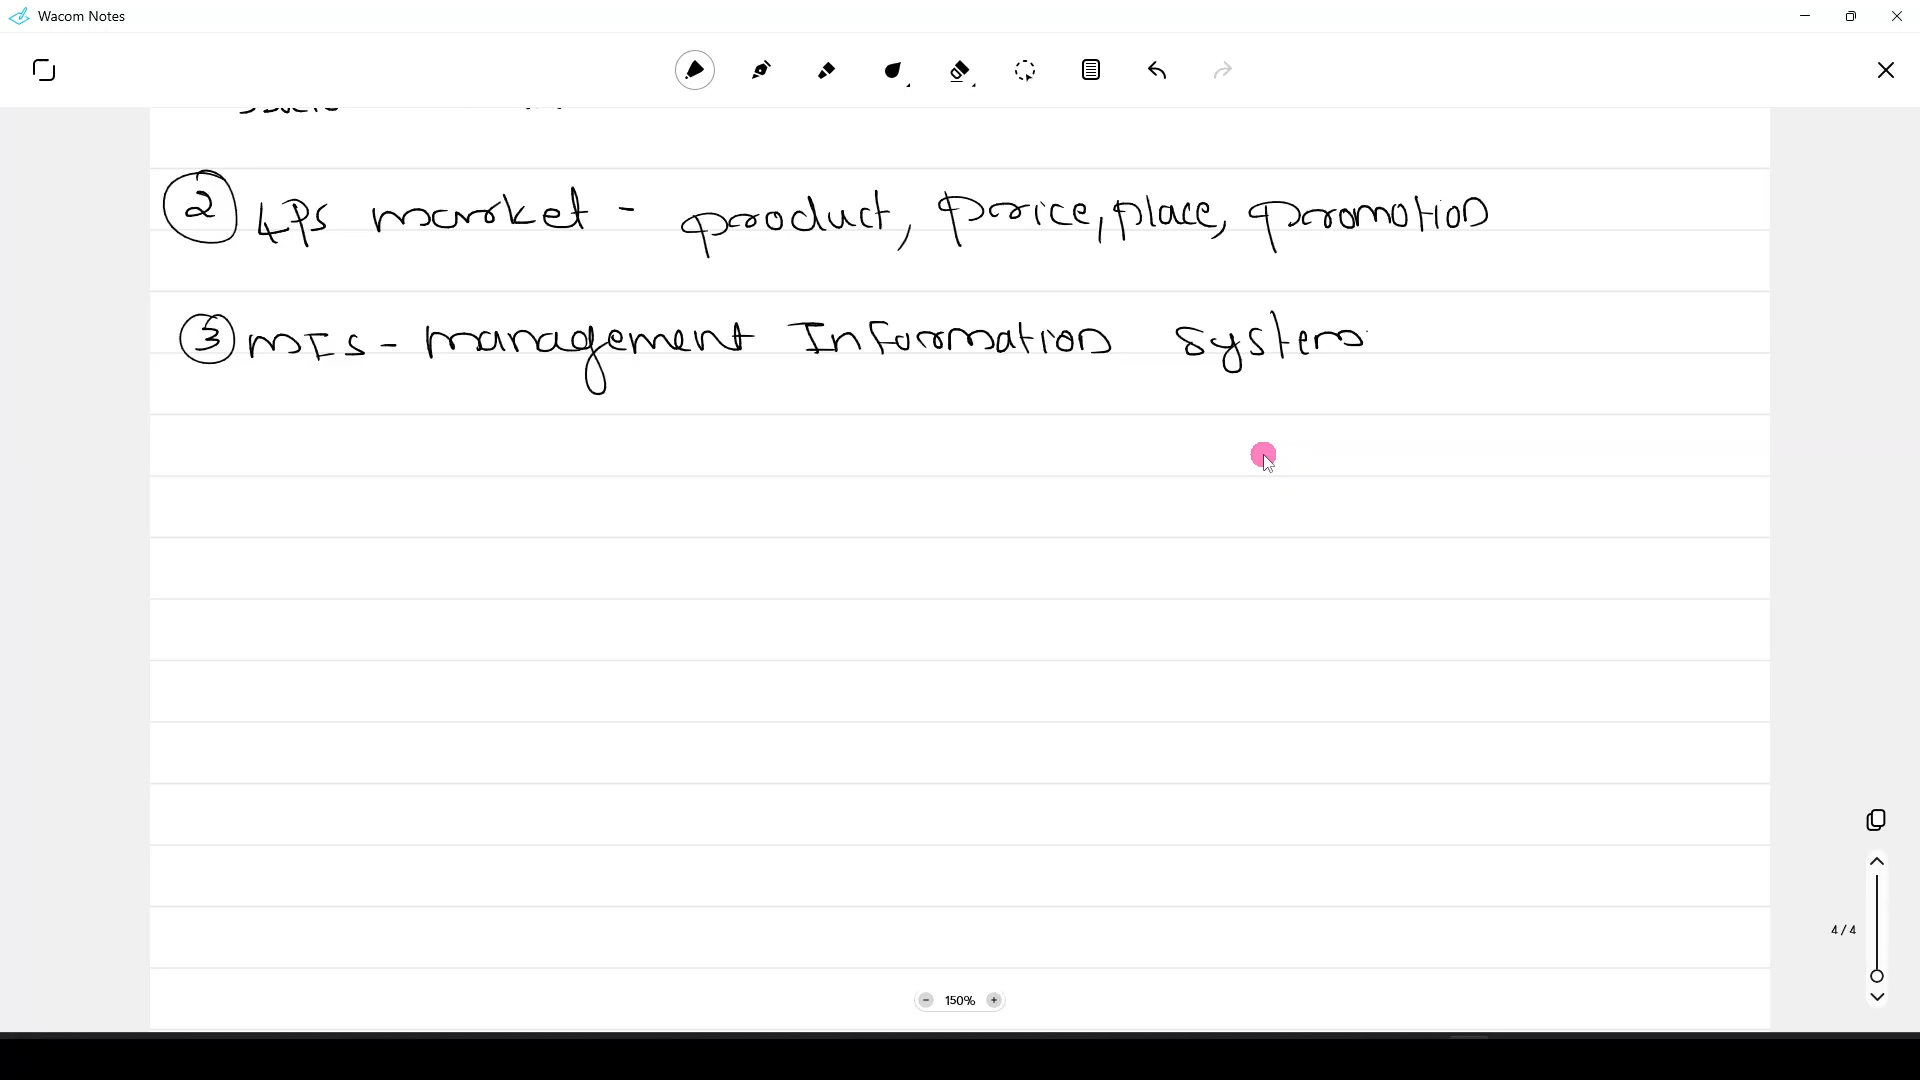 Wacom Notes
② 4Ps market - product, price, place, promotion
③ MIS - management Information System
4 / 4
150%